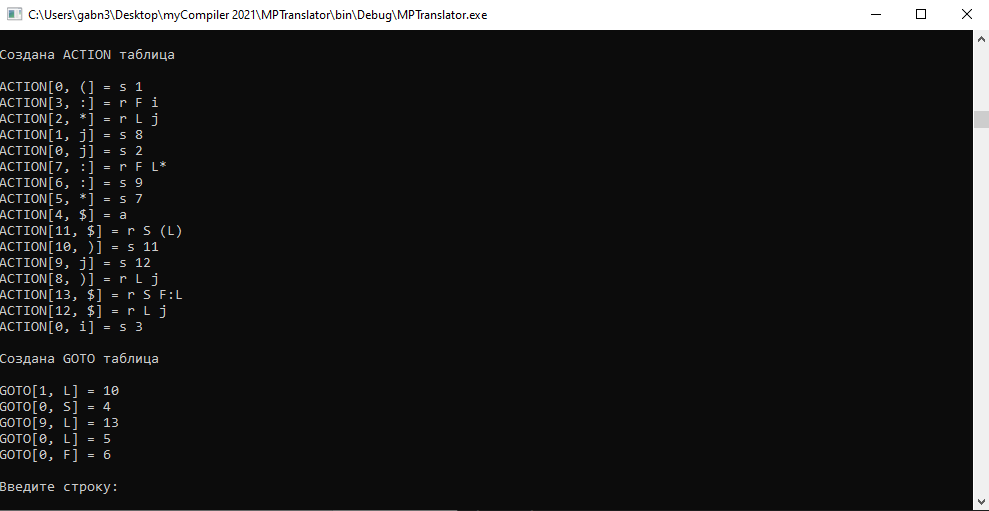 C:\Users\gabn3\Desktop\myCompiler 2021\MPTranslator\bin\Debug\MPTranslator.exe
Создана ACTION таблица
ACTION[0, (] = s 1
ACTION[3, :] = r F i
ACTION[2, *] = r L j
ACTION[1, j] = s 8
ACTION[0, j] = s 2
ACTION[7, :] = r F L*
ACTION[6, :] = s 9
ACTION[5, *] = s 7
ACTION[4, $] = a
ACTION[11, $] = r S (L)
ACTION[10, )] = s 11
ACTION[9, j] = s 12
ACTION[8, )] = r L j
ACTION[13, $] = r S F:L
ACTION[12, $] = r L j
ACTION[0, i] = s 3
Создана GOTO таблица
GOTO[1, L] = 10
GOTO[0, S] = 4
GOTO[9, L] = 13
GOTO[0, L] = 5
GOTO[0, F] = 6
Введите строку: